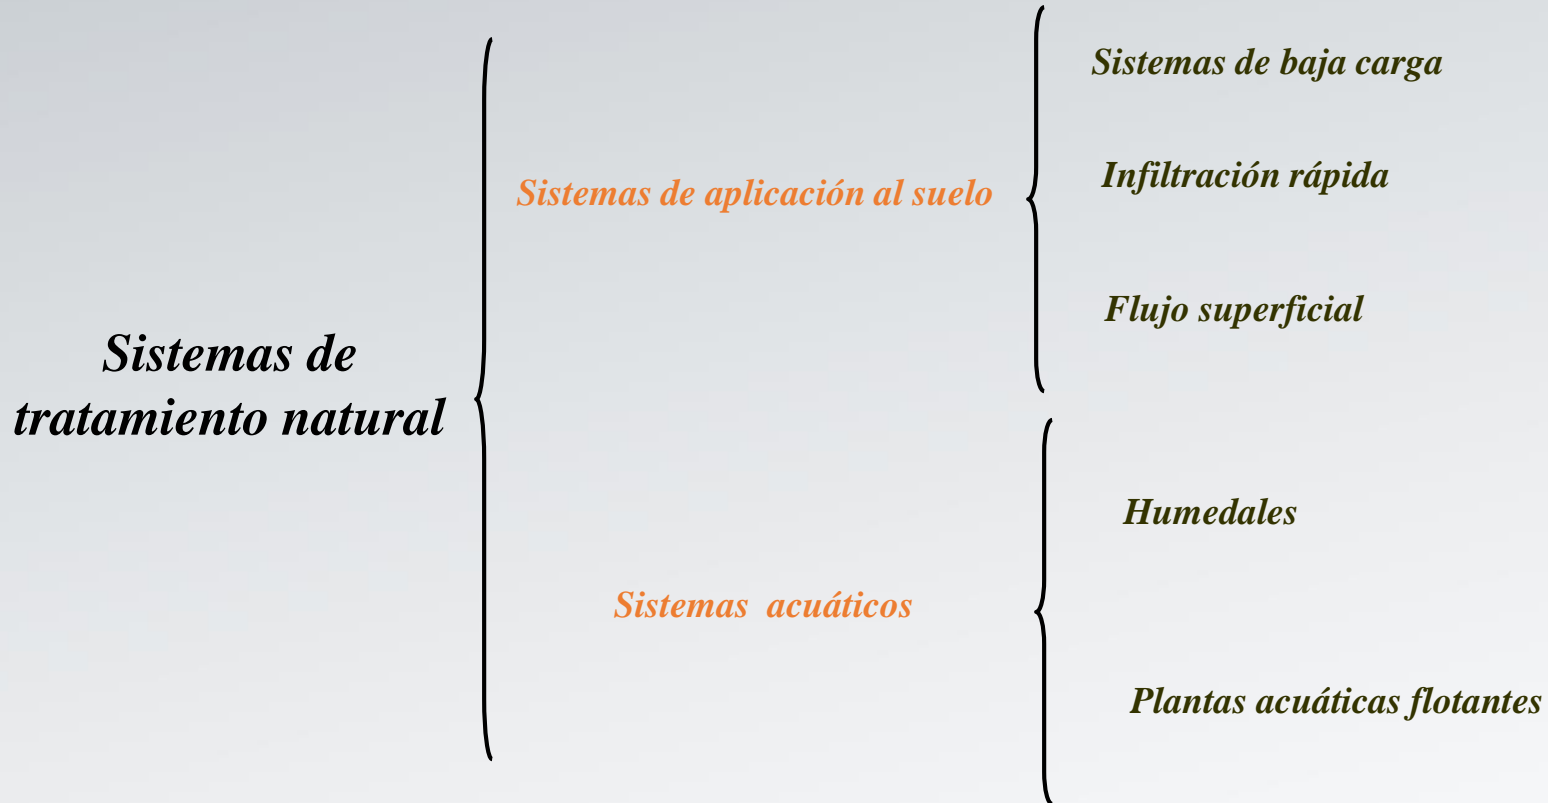 Sistemas de
tratamiento natural
Sistemas de aplicación al suelo
Sistemas de baja carga
Infiltración rápida
Flujo superficial
Sistemas acuáticos
Humedales
Plantas acuáticas flotantes